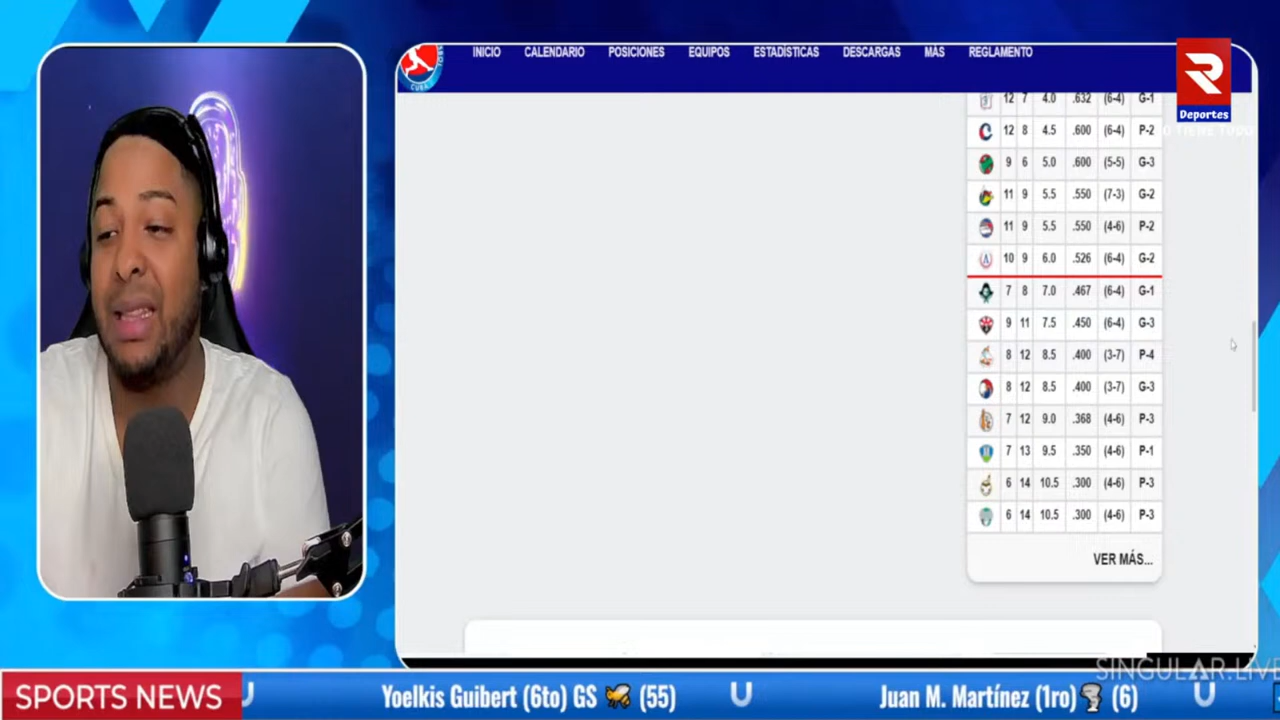 INICIO CALENDARIO POSICIONES EQUIPOS ESTADÍSTICAS DESCARGAS MÁS REGLAMENTO
CUBA
R
Deportes
O TIENE TODO
12 7 4.0 .632 (6-4) G-1
C 12 8 4.5 .600 (6-4) P-2
9 6 5.0 .600 (5-5) G-3
11 9 5.5 .550 (7-3) G-2
11 9 5.5 .550 (4-6) P-2
A 10 9 6.0 .526 (6-4) G-2
7 8 7.0 .467 (6-4) G-1
9 11 7.5 .450 (6-4) G-3
8 12 8.5 .400 (3-7) P-4
8 12 8.5 .400 (3-7) G-3
7 12 9.0 .368 (4-6) P-3
7 13 9.5 .350 (4-6) P-1
6 14 10.5 .300 (4-6) P-3
6 14 10.5 .300 (4-6) P-3
VER MÁS...
SINGULAR.LIVE
SPORTS NEWS Yoelkis Guibert (6to) GS (55) Juan M. Martínez (1ro) (6)